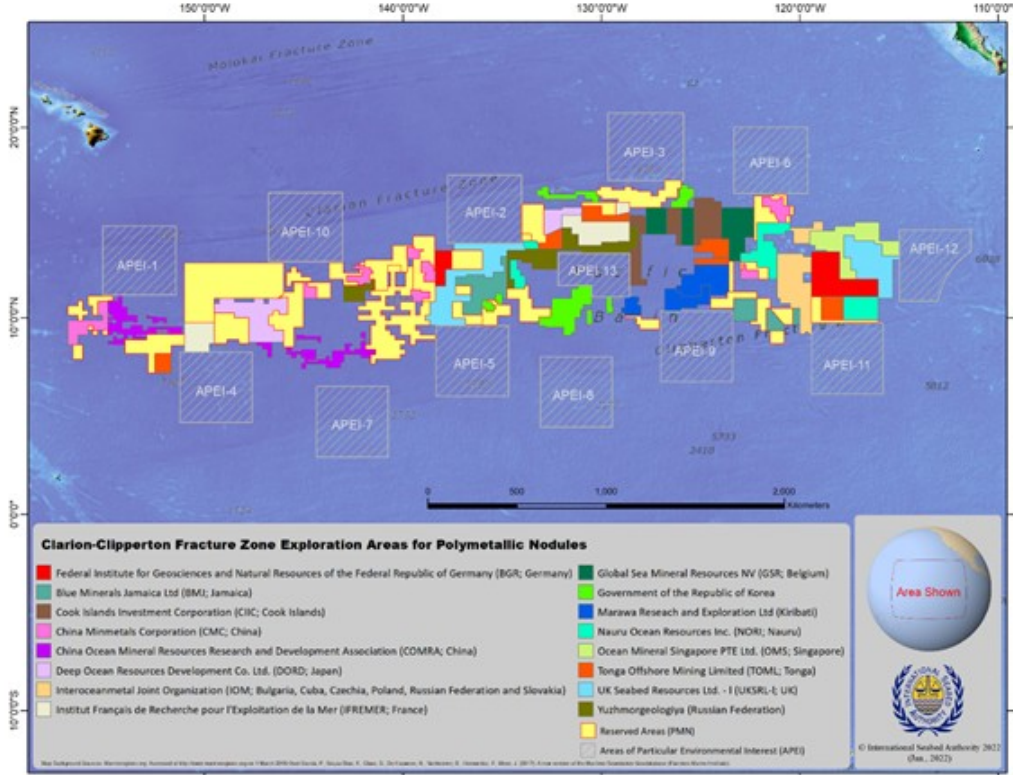 150°0'0"W 140°0'0"W 130°0'0"W 120°0'0"W 110°0'0"W
Molokai Fracture Zone
20°0'0"N
APEI-3
APEI-6
Clarion Fracture Zone
APEI-2
APEI-10
APEI-1
APEI-12
APEI-13
10°0'0"N
Basin
Clipperton Fracture
APEI-5
APEI-9
APEI-11
APEI-4
APEI-8
APEI-7
5012
5733
2410
0°0'0"
0 500 1,000 2,000
Kilometers
Clarion-Clipperton Fracture Zone Exploration Areas for Polymetallic Nodules
Federal Institute for Geosciences and Natural Resources of the Federal Republic of Germany (BGR; Germany)
Blue Minerals Jamaica Ltd (BMJ; Jamaica)
Cook Islands Investment Corporation (CIIC; Cook Islands)
China Minmetals Corporation (CMC; China)
China Ocean Mineral Resources Research and Development Association (COMRA; China)
Deep Ocean Resources Development Co. Ltd. (DORD; Japan)
Interoceanmetal Joint Organization (IOM; Bulgaria, Cuba, Czechia, Poland, Russian Federation and Slovakia)
Institut Français de Recherche pour l'Exploitation de la Mer (IFREMER; France)
Global Sea Mineral Resources NV (GSR; Belgium)
Government of the Republic of Korea
Marawa Reseach and Exploration Ltd (Kiribati)
Nauru Ocean Resources Inc. (NORI; Nauru)
Ocean Mineral Singapore PTE Ltd. (OMS; Singapore)
Tonga Offshore Mining Limited (TOML; Tonga)
UK Seabed Resources Ltd. - I (UKSRL-I; UK)
Yuzhmorgeologiya (Russian Federation)
Reserved Areas (PMN)
Areas of Particular Environmental Interest (APEI)
Area Shown
INTERNATIONAL SEABED
AUTHORITY
© International Seabed Authority 2022
(Jan., 2022)
10°0'0"S